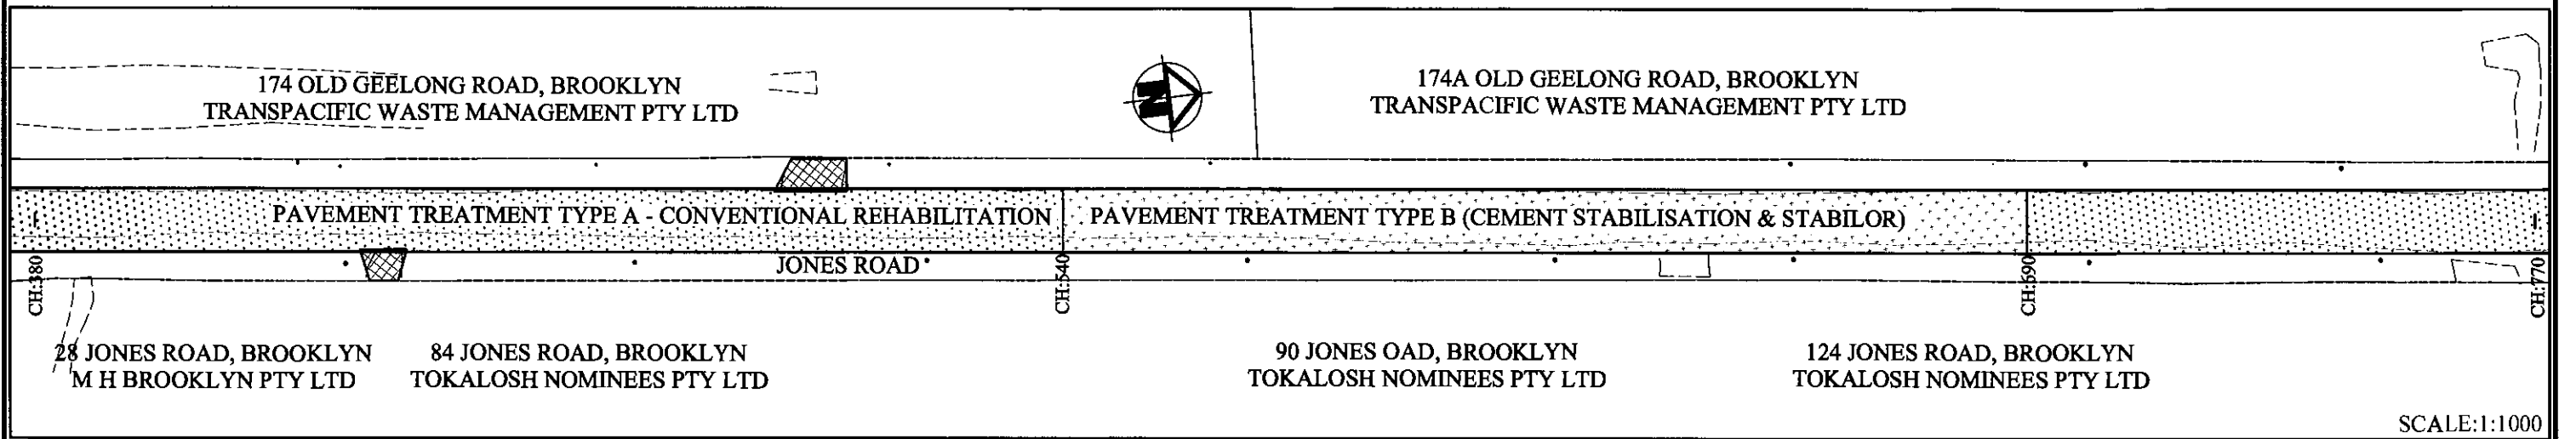 174 OLD GEELONG ROAD, BROOKLYN
TRANSPACIFIC WASTE MANAGEMENT PTY LTD
N
174A OLD GEELONG ROAD, BROOKLYN
TRANSPACIFIC WASTE MANAGEMENT PTY LTD
PAVEMENT TREATMENT TYPE A - CONVENTIONAL REHABILITATION
PAVEMENT TREATMENT TYPE B (CEMENT STABILISATION & STABILOR)
JONES ROAD
CH:380
CH:540
CH:690
CH:770
28 JONES ROAD, BROOKLYN
M H BROOKLYN PTY LTD
84 JONES ROAD, BROOKLYN
TOKALOSH NOMINEES PTY LTD
90 JONES OAD, BROOKLYN
TOKALOSH NOMINEES PTY LTD
124 JONES ROAD, BROOKLYN
TOKALOSH NOMINEES PTY LTD
SCALE:1:1000